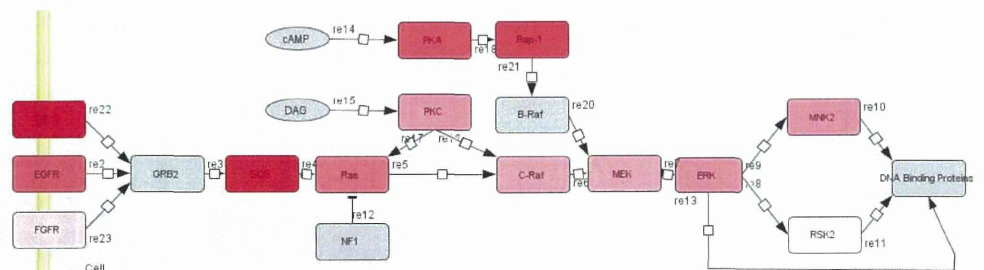 re14
cAMP
PKA
re18
Rap-1
re21
re22
DAG
re15
PKC
B-Raf
re20
MNK2
re10
re17
EGFR
re2
GRB2
re3
SOS
re4
Ras
re5
C-Raf
re6
MEK
ERK
re9
re8
re13
DNA Binding Proteins
FGFR
re23
re12
NF1
RSK2
re11
Cell